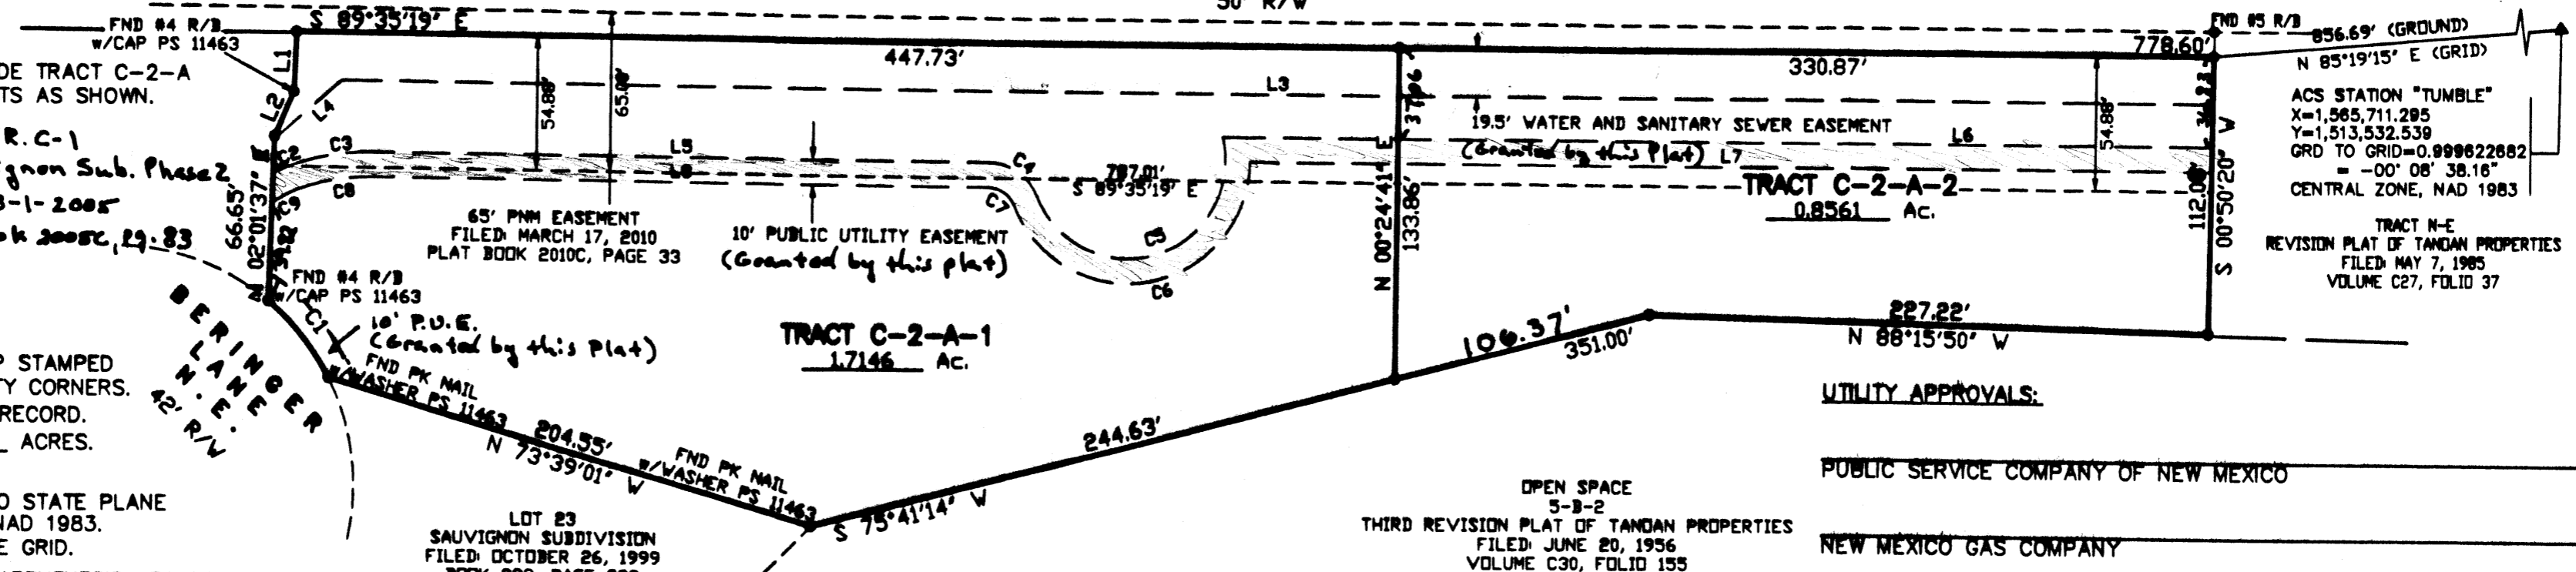 50' R/W
FND #4 R/B
w/CAP PS 11463
S 89°35'19" E
447.73'
778.60'
330.87'
FND #5 R/B
856.69' (GROUND)
N 85°19'15" E (GRID)
ACS STATION "TUMBLE"
X=1,565,711.295
Y=1,513,532.539
GRD TO GRID=0.999622682
= -00° 08' 38.16"
CENTRAL ZONE, NAD 1983
TRACT N-E
REVISION PLAT OF TANOAN PROPERTIES
FILED: MAY 7, 1985
VOLUME C27, FOLIO 37
DE TRACT C-2-A
TS AS SHOWN.
R. C-1
gnon Sub. Phase 2
3-1-2005
ok 2005C, pg. 83
L1
L2
L4
L3
54.88'
65.00'
C2
C3
L5
C8
C9
C4
C7
C5
C6
787.01'
S 89°35'19" E
19.5' WATER AND SANITARY SEWER EASEMENT
(Granted by this Plat)
L6
L7
54.88'
TRACT C-2-A-2
0.8561 Ac.
112.00'
S 00°50'20" W
N 00°24'41" E
133.86'
66.65'
N 02°01'37" E
65' PNM EASEMENT
FILED: MARCH 17, 2010
PLAT BOOK 2010C, PAGE 33
10' PUBLIC UTILITY EASEMENT
(Granted by this plat)
FND #4 R/B
w/CAP PS 11463
C1
10' P.U.E.
(Granted by this Plat)
BERINGER
LANE
N.E.
42' R/W
TRACT C-2-A-1
1.7146 Ac.
FND PK NAIL
w/WASHER PS 11463
204.55'
N 73°39'01" W
FND PK NAIL
w/WASHER PS 11463
244.63'
S 75°41'14" W
106.37'
351.00'
227.22'
N 88°15'50" W
P STAMPED
TY CORNERS.
RECORD.
ACRES.
O STATE PLANE
NAD 1983.
E GRID.
LOT 23
SAUVIGNON SUBDIVISION
FILED: OCTOBER 26, 1999
OPEN SPACE
5-B-2
THIRD REVISION PLAT OF TANOAN PROPERTIES
FILED: JUNE 20, 1956
VOLUME C30, FOLIO 155
UTILITY APPROVALS:
PUBLIC SERVICE COMPANY OF NEW MEXICO
NEW MEXICO GAS COMPANY